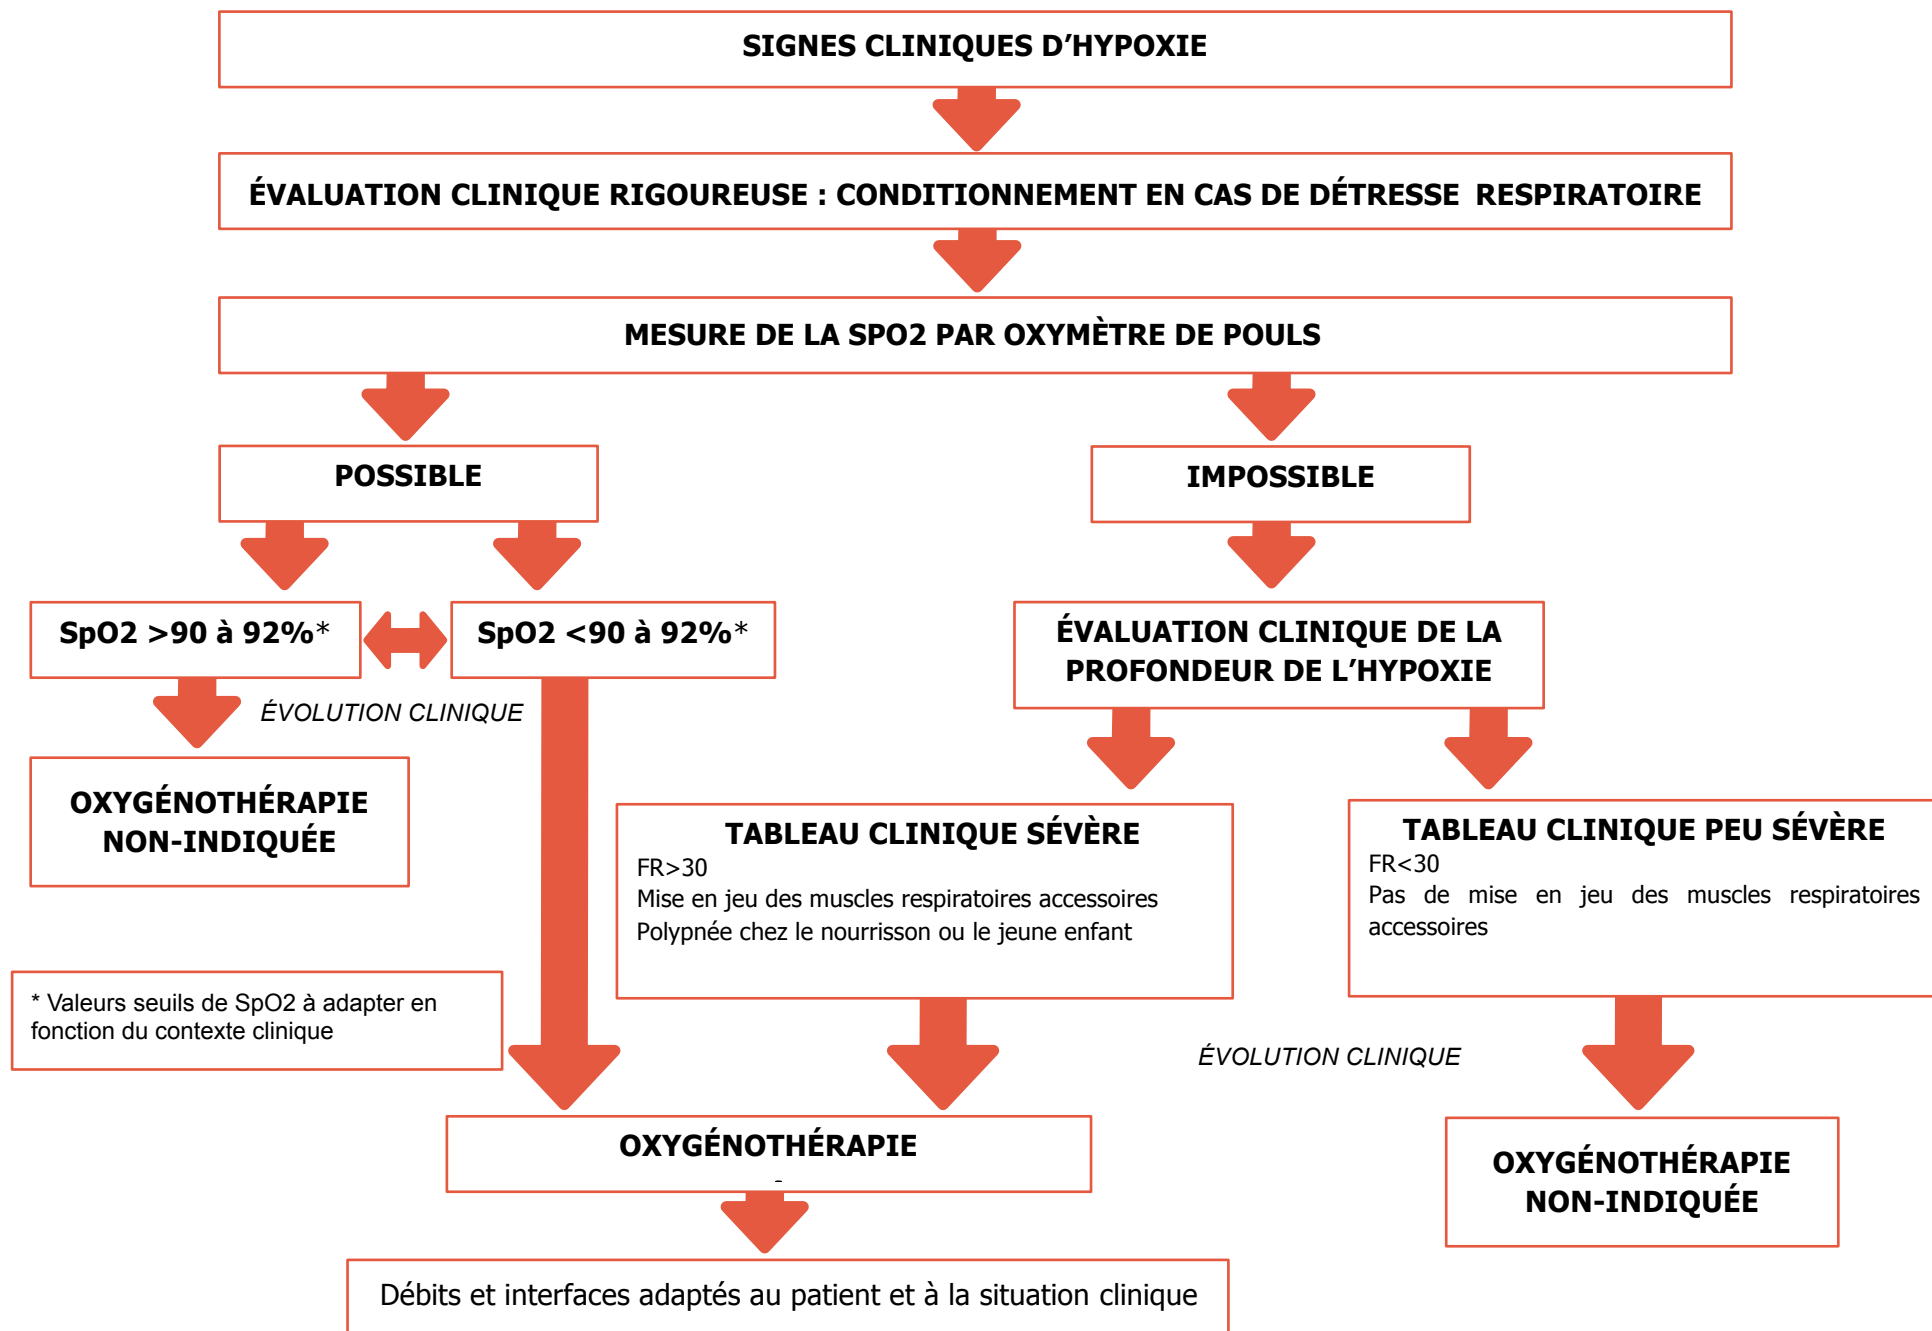 SIGNES CLINIQUES D’HYPOXIE
ÉVALUATION CLINIQUE RIGOUREUSE : CONDITIONNEMENT EN CAS DE DÉTRESSE RESPIRATOIRE
MESURE DE LA SPO2 PAR OXYMÈTRE DE POULS
POSSIBLE
IMPOSSIBLE
SpO2 >90 à 92%*
SpO2 <90 à 92%*
ÉVALUATION CLINIQUE DE LA
PROFONDEUR DE L’HYPOXIE
ÉVOLUTION CLINIQUE
OXYGÉNOTHÉRAPIE
NON-INDIQUÉE
TABLEAU CLINIQUE SÉVÈRE
FR>30
Mise en jeu des muscles respiratoires accessoires
Polypnée chez le nourrisson ou le jeune enfant
TABLEAU CLINIQUE PEU SÉVÈRE
FR<30
Pas de mise en jeu des muscles respiratoires
accessoires
* Valeurs seuils de SpO2 à adapter en
fonction du contexte clinique
ÉVOLUTION CLINIQUE
OXYGÉNOTHÉRAPIE
-
OXYGÉNOTHÉRAPIE
NON-INDIQUÉE
Débits et interfaces adaptés au patient et à la situation clinique